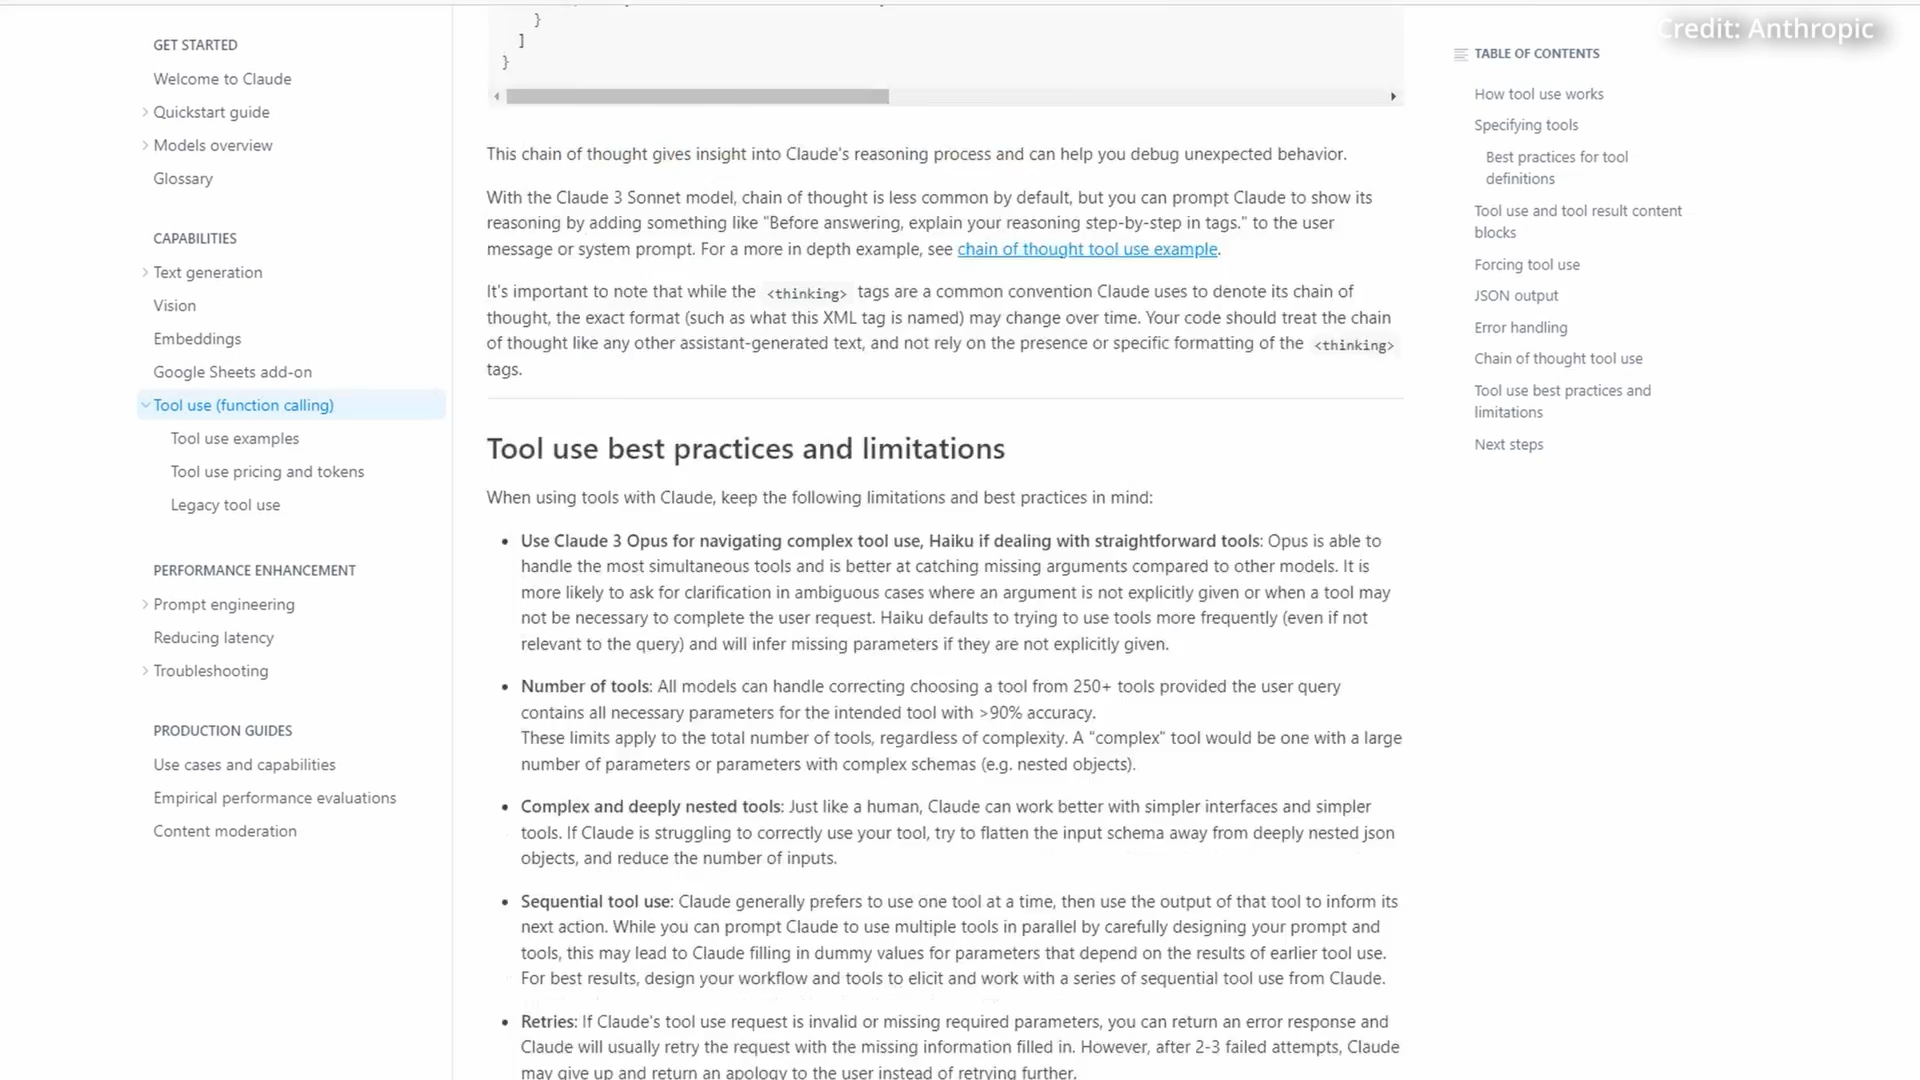 Credit: Anthropic
GET STARTED
Welcome to Claude
Quickstart guide
Models overview
Glossary
CAPABILITIES
Text generation
Vision
Embeddings
Google Sheets add-on
Tool use (function calling)
Tool use examples
Tool use pricing and tokens
Legacy tool use
PERFORMANCE ENHANCEMENT
Prompt engineering
Reducing latency
Troubleshooting
PRODUCTION GUIDES
Use cases and capabilities
Empirical performance evaluations
Content moderation
}
]
}
This chain of thought gives insight into Claude's reasoning process and can help you debug unexpected behavior.
With the Claude 3 Sonnet model, chain of thought is less common by default, but you can prompt Claude to show its
reasoning by adding something like "Before answering, explain your reasoning step-by-step in tags." to the user
message or system prompt. For a more in depth example, see chain of thought tool use example.
It's important to note that while the <thinking> tags are a common convention Claude uses to denote its chain of
thought, the exact format (such as what this XML tag is named) may change over time. Your code should treat the chain
of thought like any other assistant-generated text, and not rely on the presence or specific formatting of the <thinking>
tags.
Tool use best practices and limitations
When using tools with Claude, keep the following limitations and best practices in mind:
• Use Claude 3 Opus for navigating complex tool use, Haiku if dealing with straightforward tools: Opus is able to
handle the most simultaneous tools and is better at catching missing arguments compared to other models. It is
more likely to ask for clarification in ambiguous cases where an argument is not explicitly given or when a tool may
not be necessary to complete the user request. Haiku defaults to trying to use tools more frequently (even if not
relevant to the query) and will infer missing parameters if they are not explicitly given.
• Number of tools: All models can handle correcting choosing a tool from 250+ tools provided the user query
contains all necessary parameters for the intended tool with >90% accuracy.
These limits apply to the total number of tools, regardless of complexity. A "complex" tool would be one with a large
number of parameters or parameters with complex schemas (e.g. nested objects).
• Complex and deeply nested tools: Just like a human, Claude can work better with simpler interfaces and simpler
tools. If Claude is struggling to correctly use your tool, try to flatten the input schema away from deeply nested json
objects, and reduce the number of inputs.
• Sequential tool use: Claude generally prefers to use one tool at a time, then use the output of that tool to inform its
next action. While you can prompt Claude to use multiple tools in parallel by carefully designing your prompt and
tools, this may lead to Claude filling in dummy values for parameters that depend on the results of earlier tool use.
For best results, design your workflow and tools to elicit and work with a series of sequential tool use from Claude.
• Retries: If Claude's tool use request is invalid or missing required parameters, you can return an error response and
Claude will usually retry the request with the missing information filled in. However, after 2-3 failed attempts, Claude
may give up and return an apology to the user instead of retrying further.
TABLE OF CONTENTS
How tool use works
Specifying tools
Best practices for tool
definitions
Tool use and tool result content
blocks
Forcing tool use
JSON output
Error handling
Chain of thought tool use
Tool use best practices and
limitations
Next steps